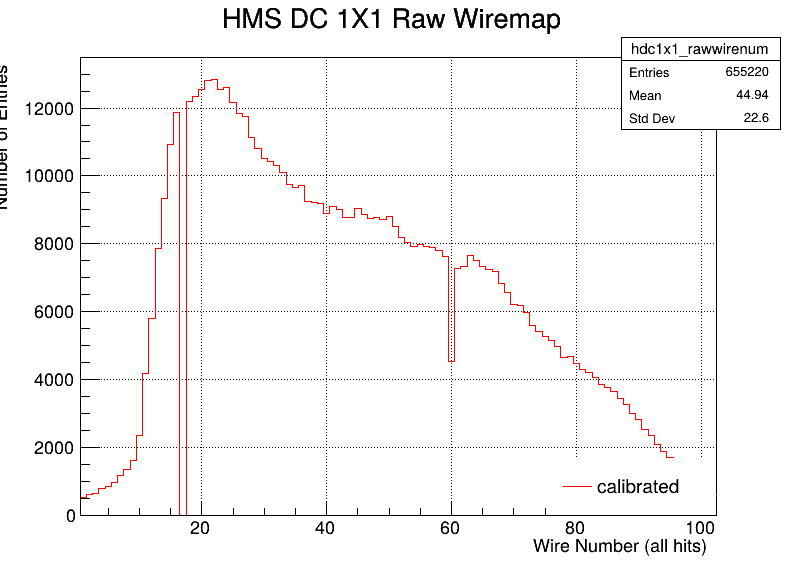 HMS DC 1X1 Raw Wiremap
hdc1x1_rawwirenum
Entries 655220
Mean 44.94
Std Dev 22.6
Number of Entries
12000
10000
8000
6000
4000
2000
0
calibrated
20 40 60 80 100
Wire Number (all hits)